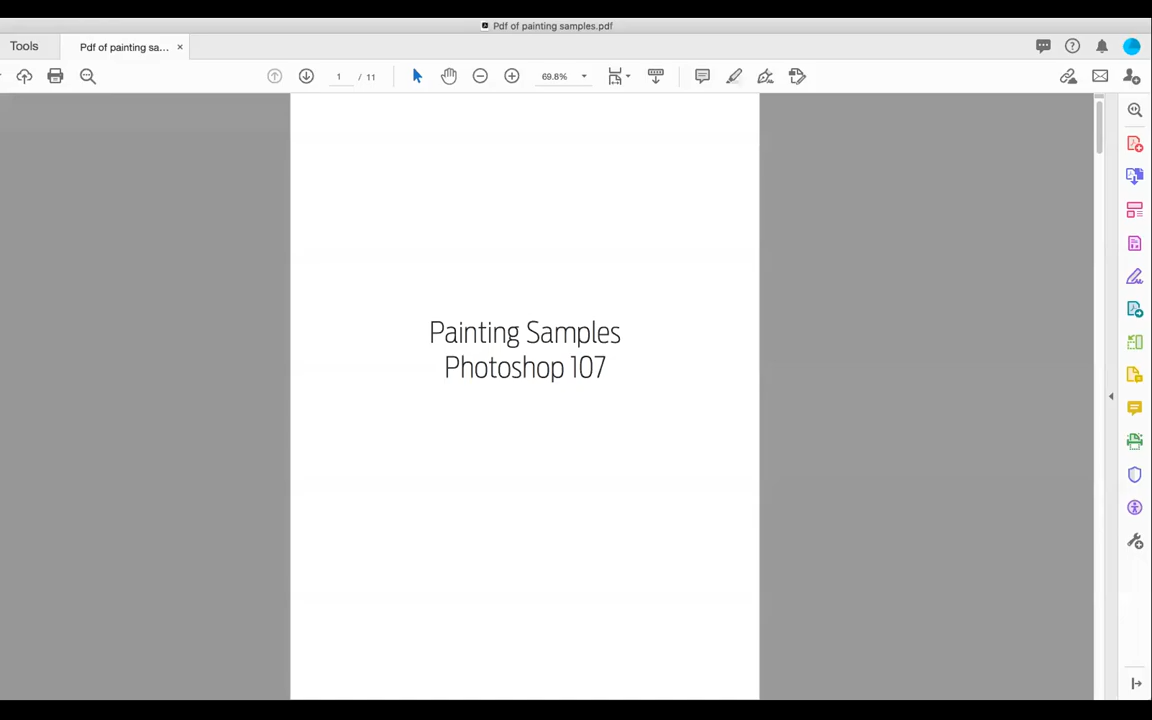 Pdf of painting samples.pdf
Tools
Pdf of painting sa... ×
1 / 11
69.8%
Painting Samples
Photoshop 107